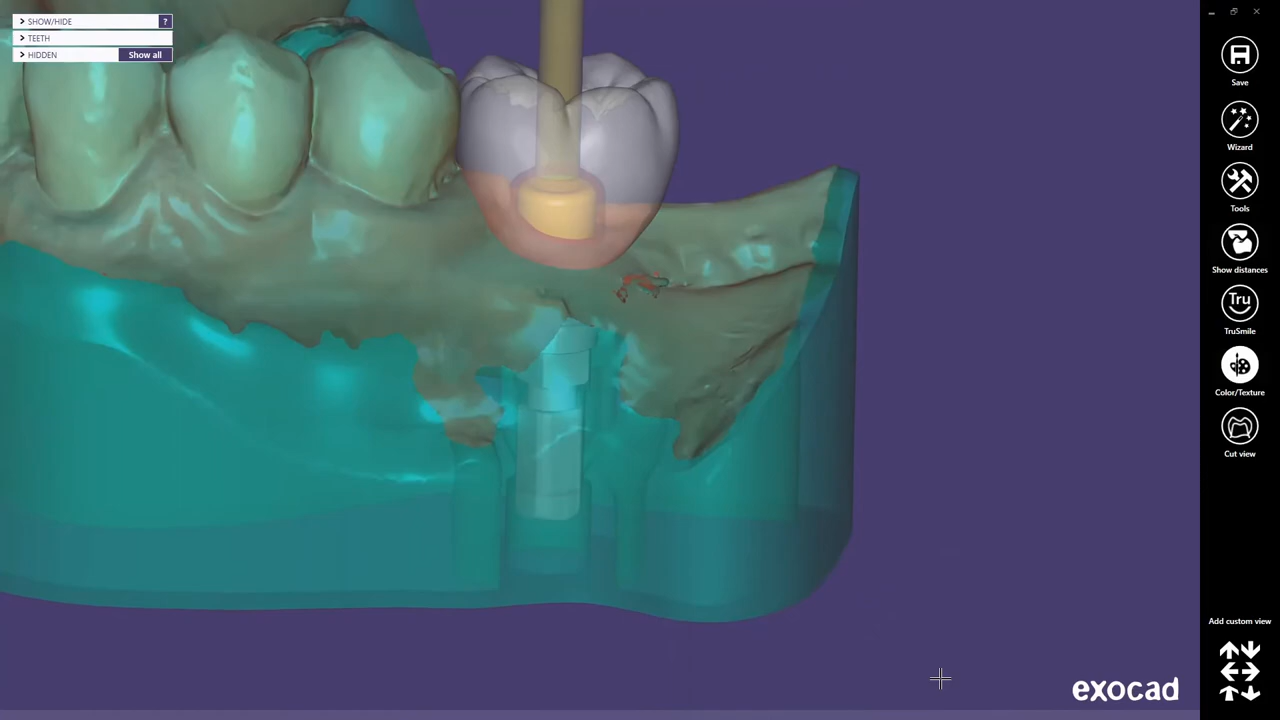 SHOW/HIDE ?
TEETH
HIDDEN Show all
Save
Wizard
Tools
Show distances
Tru
TruSmile
Color/Texture
Cut view
Add custom view
exocad